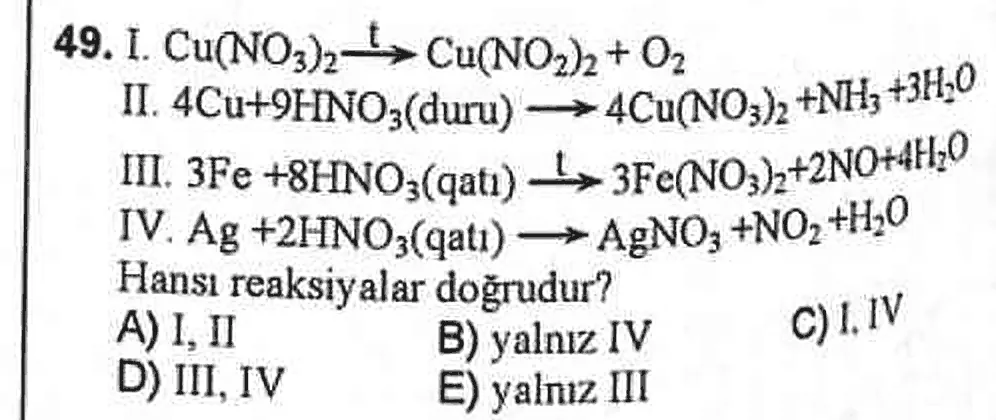 49. I. Cu(NO₃)₂ —t→ Cu(NO₂)₂ + O₂
II. 4Cu+9HNO₃(duru) ⟶ 4Cu(NO₃)₂ +NH₃ +3H₂O
III. 3Fe +8HNO₃(qatı) —t→ 3Fe(NO₃)₂+2NO+4H₂O
IV. Ag +2HNO₃(qatı) ⟶ AgNO₃ +NO₂ +H₂O
Hansı reaksiyalar doğrudur?
A) I, II B) yalnız IV C) I, IV
D) III, IV E) yalnız III